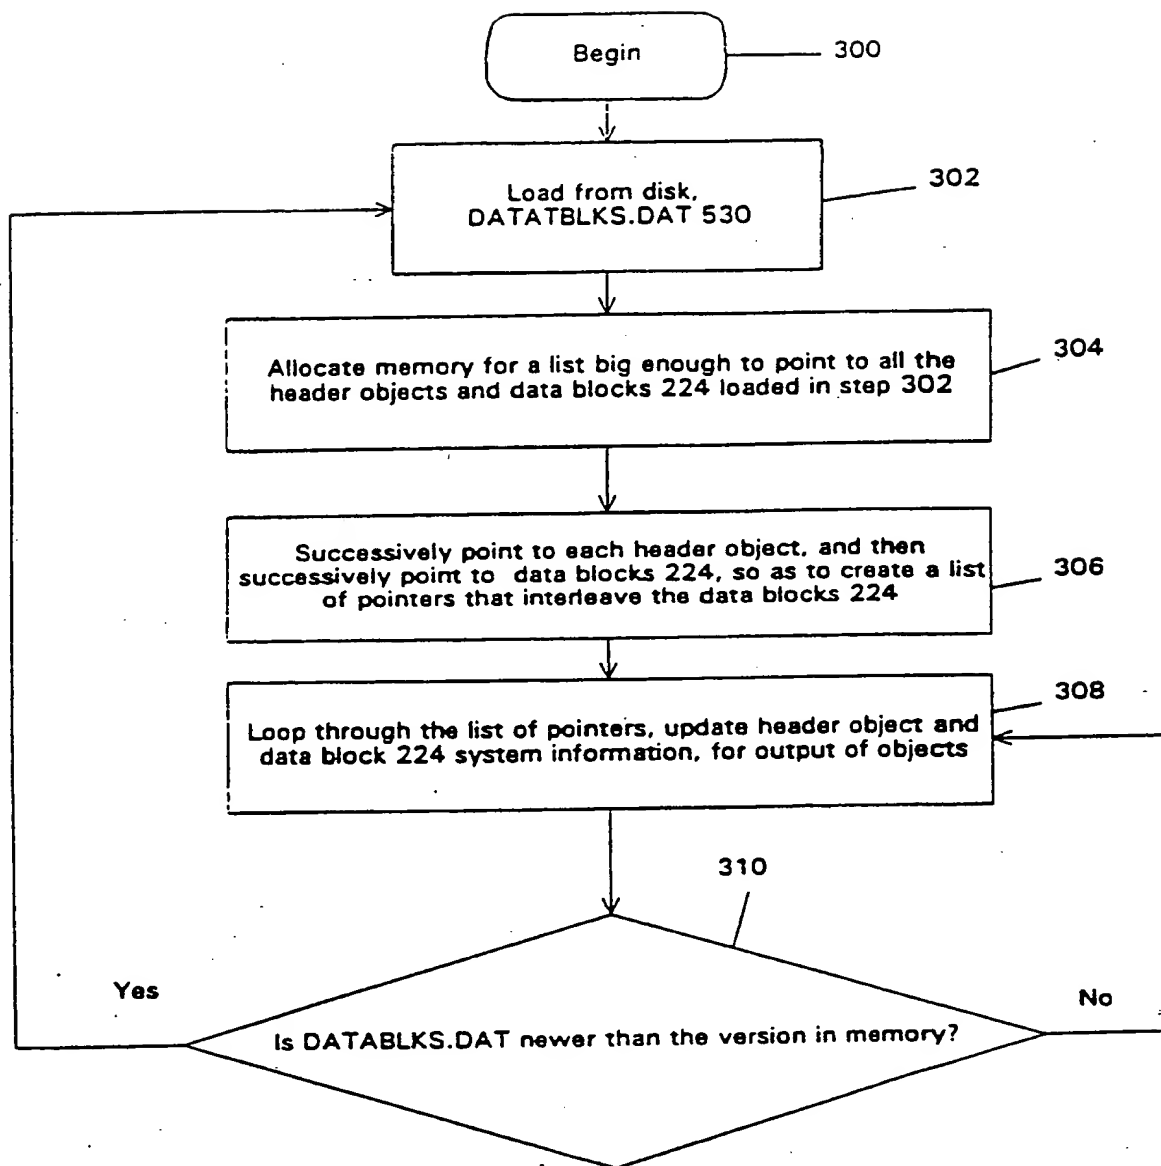 Begin
300
Load from disk,
DATATBLKS.DAT 530
302
Allocate memory for a list big enough to point to all the
header objects and data blocks 224 loaded in step 302
304
Successively point to each header object, and then
successively point to data blocks 224, so as to create a list
of pointers that interleave the data blocks 224
306
Loop through the list of pointers, update header object and
data block 224 system information, for output of objects
308
310
Yes
No
Is DATABLKS.DAT newer than the version in memory?